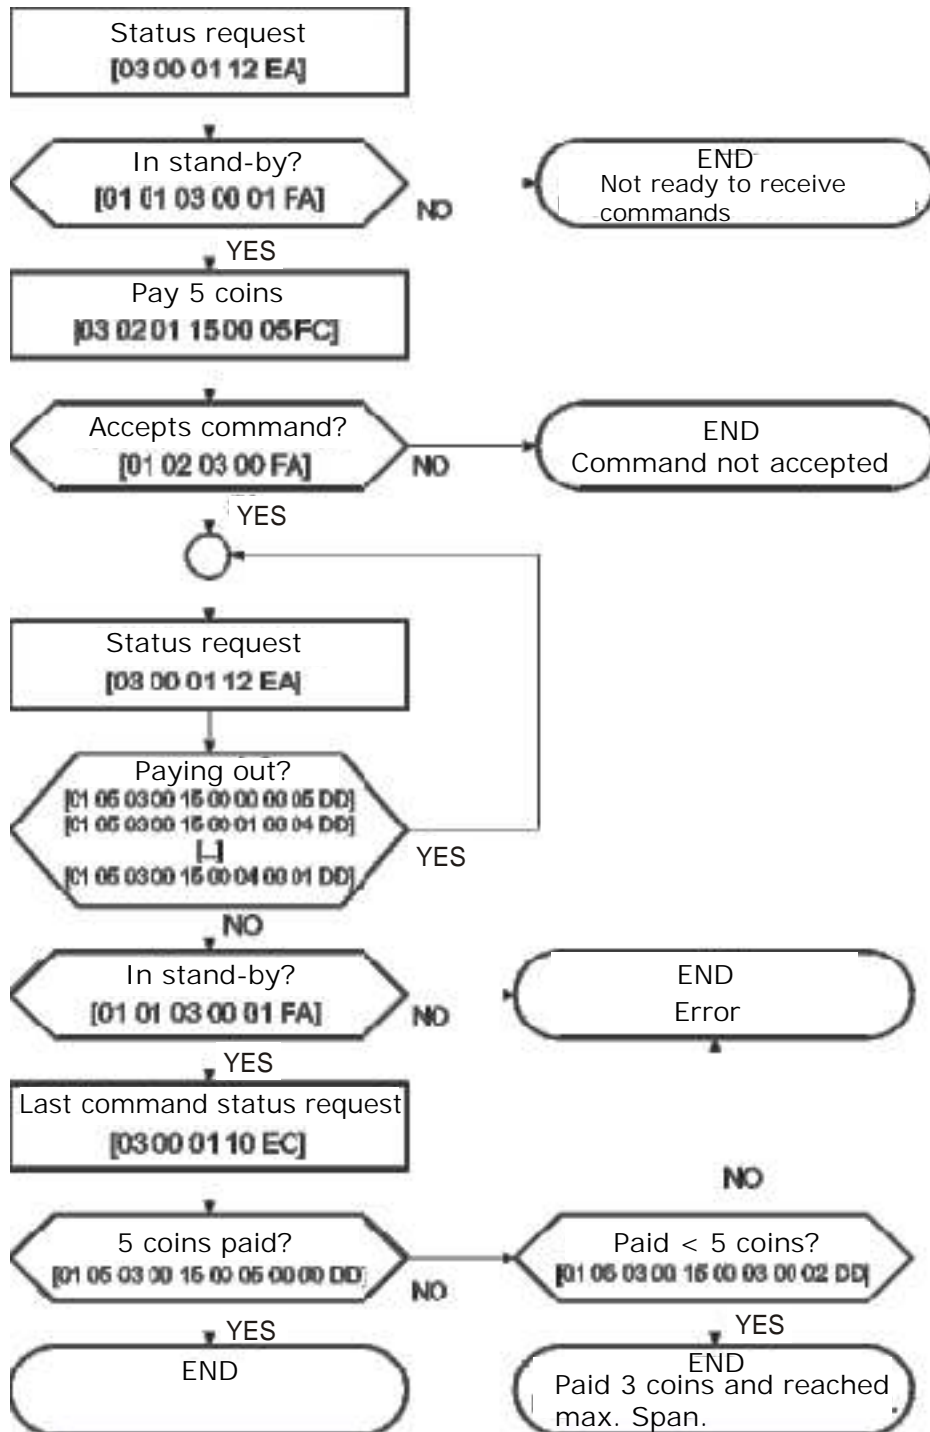 Status request
[03 00 01 12 EA]
In stand-by?
[01 01 03 00 01 FA]
NO
END
Not ready to receive
commands
YES
Pay 5 coins
[03 02 01 15 00 05 FC]
Accepts command?
[01 02 03 00 FA]
NO
END
Command not accepted
YES
Status request
[03 00 01 12 EA]
Paying out?
[01 05 03 00 15 00 00 00 05 DD]
[01 05 03 00 15 00 01 00 04 DD]
[...]
[01 05 03 00 15 00 04 00 01 DD]
YES
NO
In stand-by?
[01 01 03 00 01 FA]
NO
END
Error
YES
Last command status request
[03 00 01 10 EC]
NO
5 coins paid?
[01 05 03 00 15 00 05 00 00 DD]
NO
Paid < 5 coins?
[01 05 03 00 15 00 03 00 02 DD]
YES
END
YES
END
Paid 3 coins and reached
max. Span.